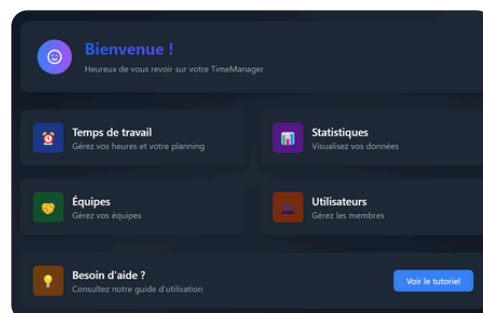 Bienvenue !
Heureux de vous revoir sur votre TimeManager
Temps de travail
Gérez vos heures et votre planning
Statistiques
Visualisez vos données
Équipes
Gérez vos équipes
Utilisateurs
Gérez les membres
Besoin d'aide ?
Consultez notre guide d'utilisation
Voir le tutoriel